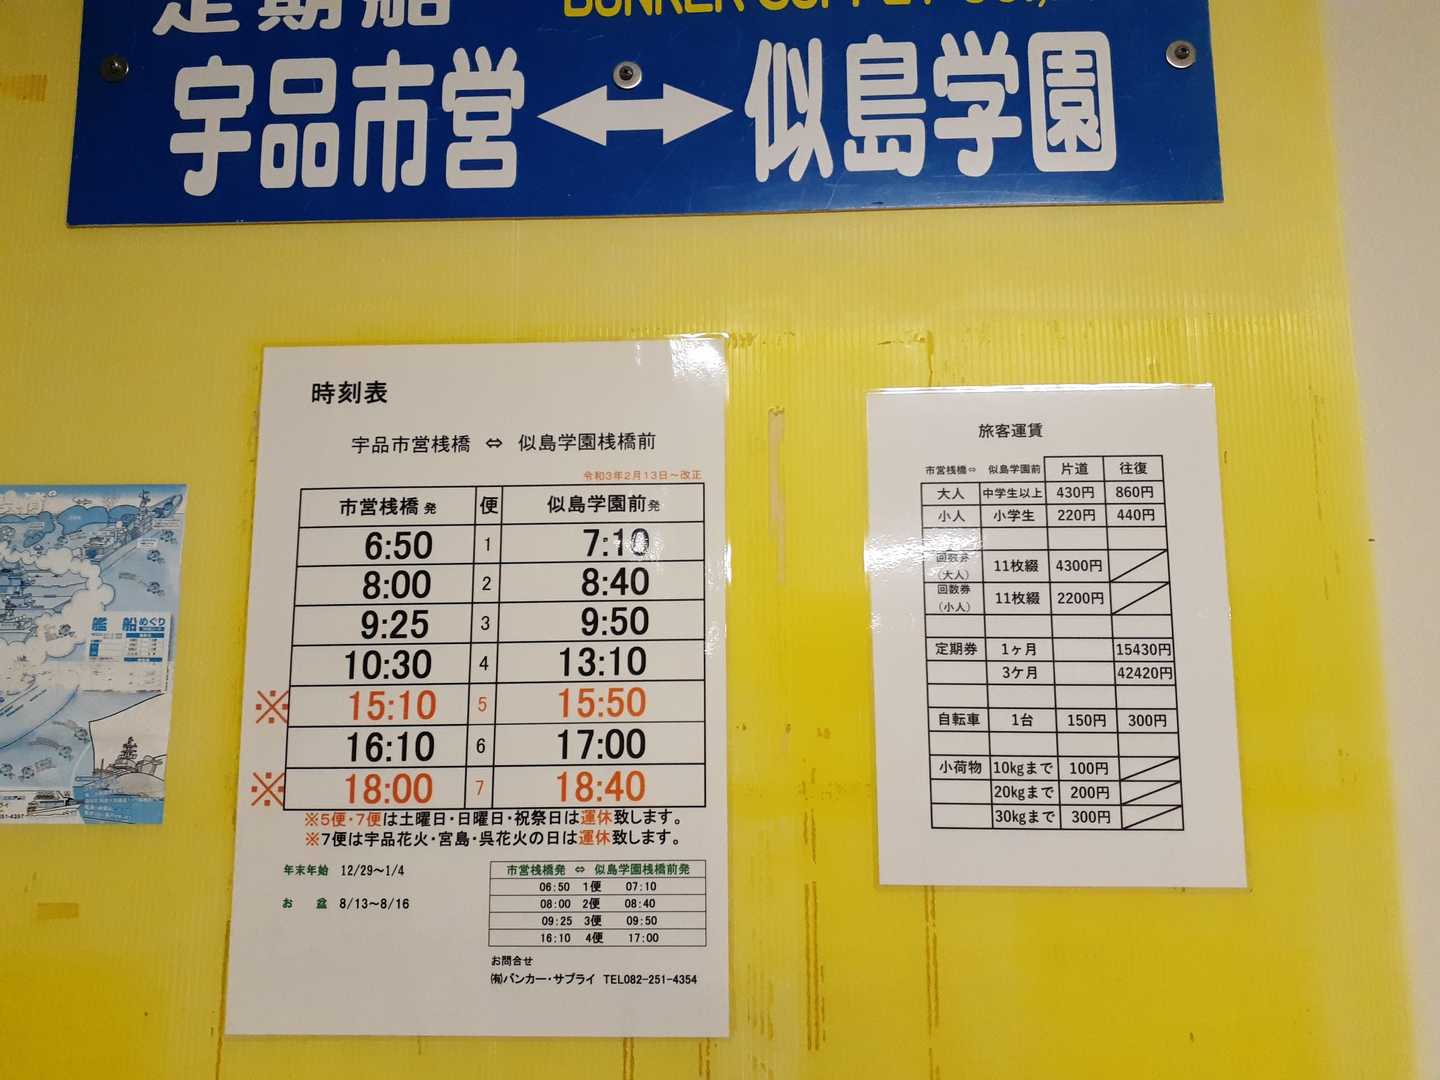 定期船
BUNKER SUPPLY
宇品市営 ⟷ 似島学園
時刻表
宇品市営桟橋 ⇔ 似島学園桟橋前
令和3年2月13日~改正
市営桟橋発 便 似島学園前発
6:50 1 7:10
8:00 2 8:40
9:25 3 9:50
10:30 4 13:10
※ 15:10 5 15:50
16:10 6 17:00
※ 18:00 7 18:40
※5便・7便は土曜日・日曜日・祝祭日は運休致します。
※7便は宇品花火・宮島・呉花火の日は運休致します。
年末年始 12/29~1/4
お盆 8/13~8/16
市営桟橋発 ⇔ 似島学園桟橋前発
06:50 1便 07:10
08:00 2便 08:40
09:25 3便 09:50
16:10 4便 17:00
お問合せ
㈲バンカー・サプライ TEL082-251-4354
旅客運賃
市営桟橋⇔ 似島学園前 片道 往復
大人 中学生以上 430円 860円
小人 小学生 220円 440円
回数券(大人) 11枚綴 4300円
回数券(小人) 11枚綴 2200円
定期券 1ヶ月 15430円
3ケ月 42420円
自転車 1台 150円 300円
小荷物 10kgまで 100円
20kgまで 200円
30kgまで 300円
艦船めぐり